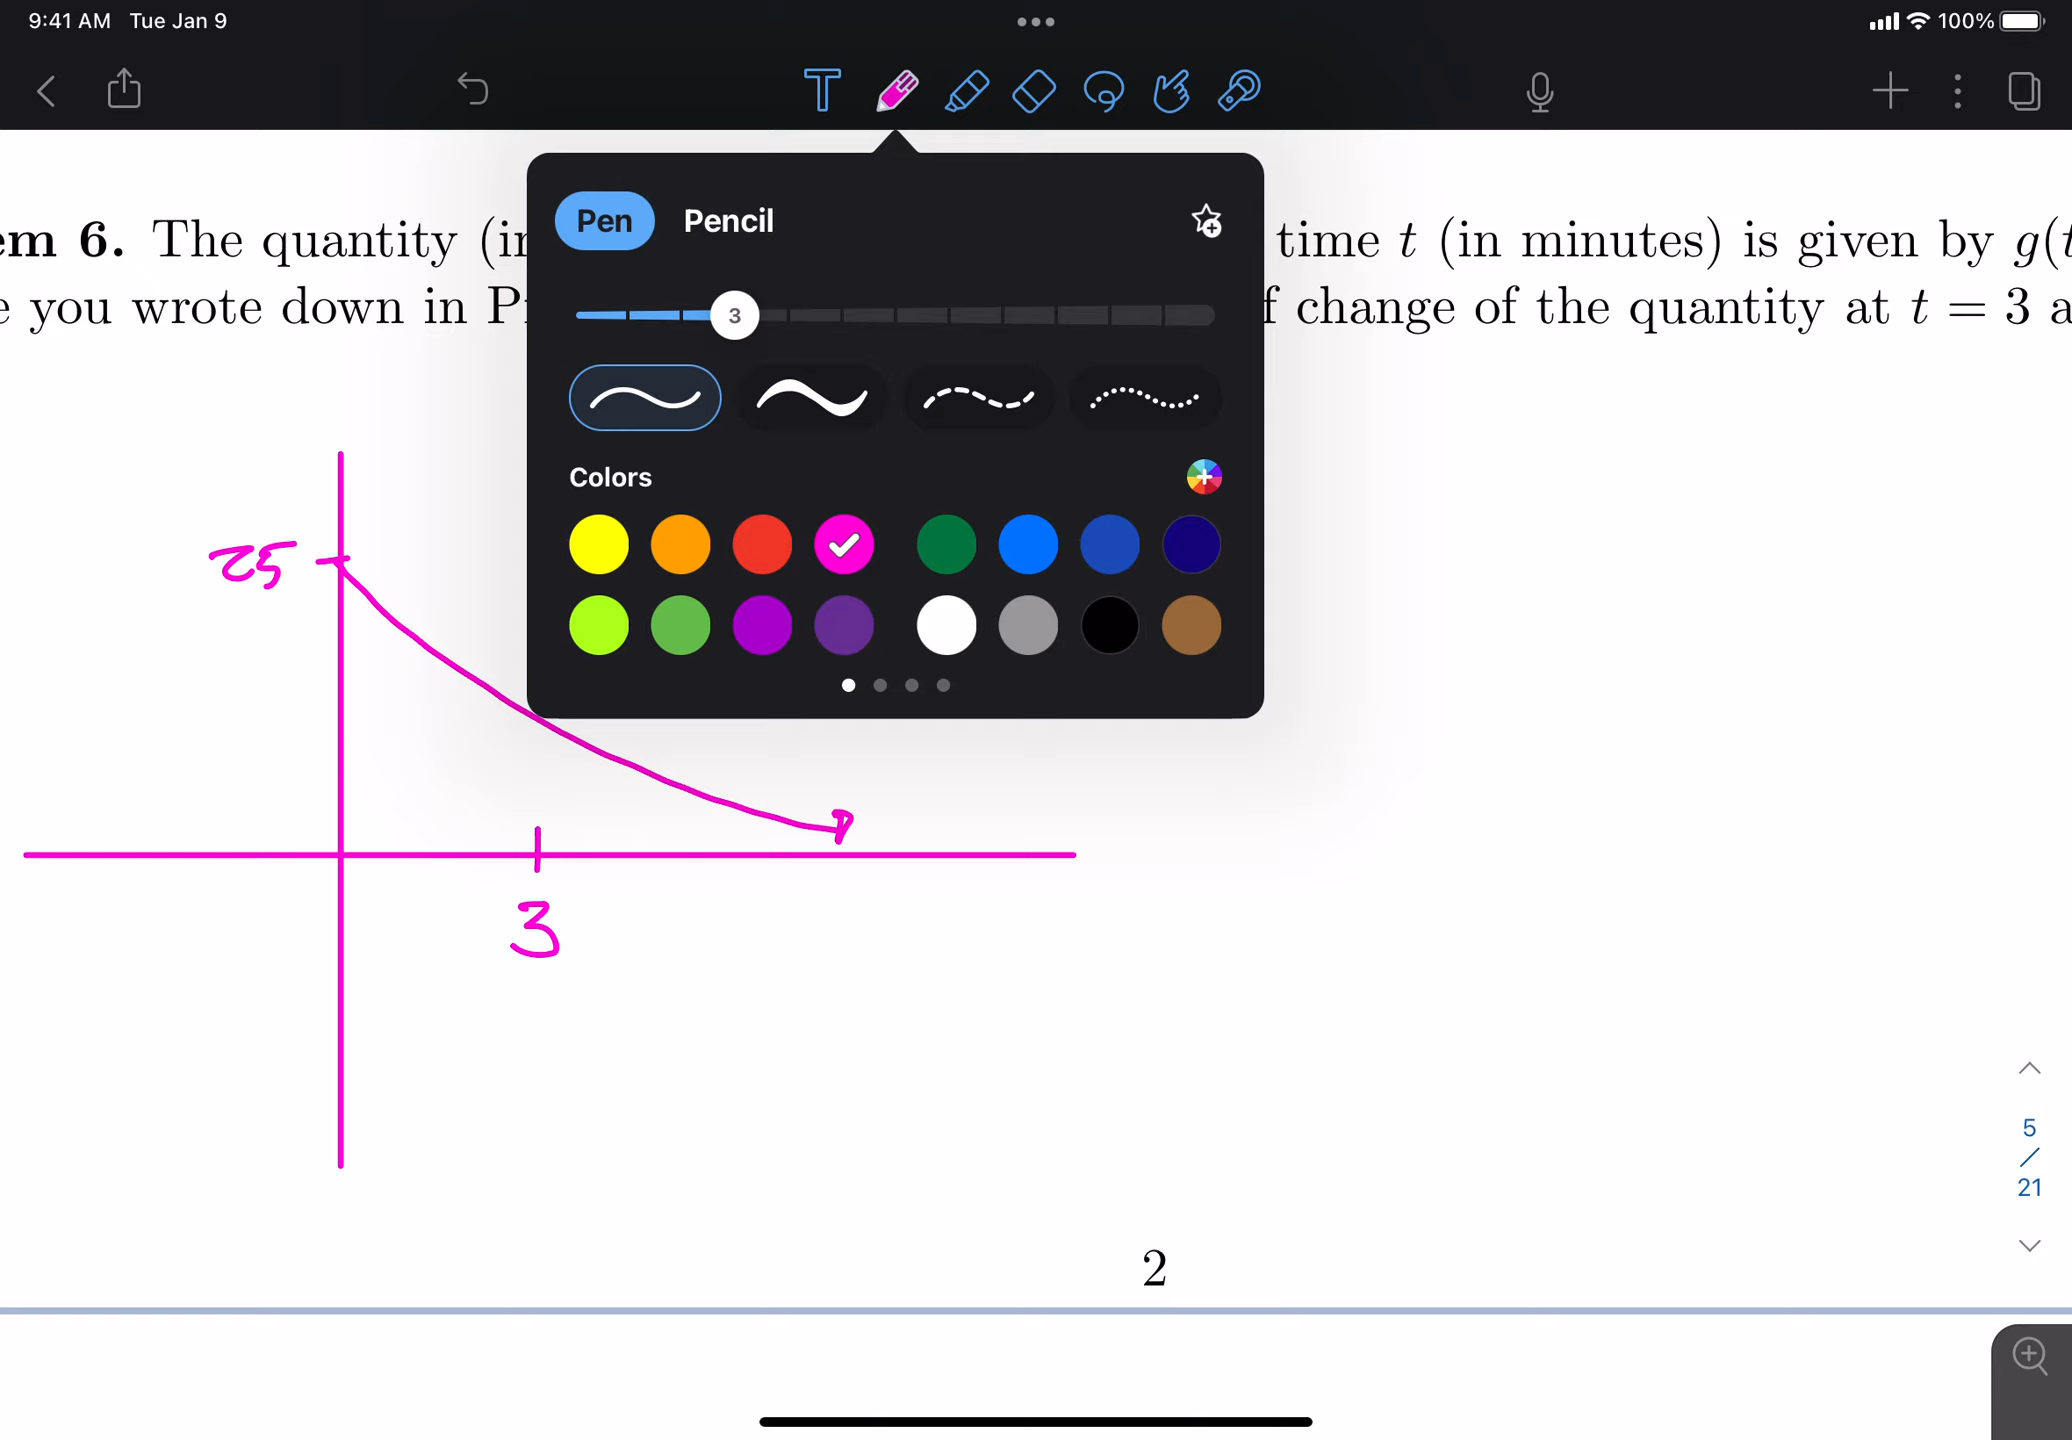 9:41 AM Tue Jan 9
100%
Pen Pencil
3
Colors
em 6. The quantity (in time t (in minutes) is given by g(t
e you wrote down in Pr f change of the quantity at t = 3 a
25
3
5
/
21
2